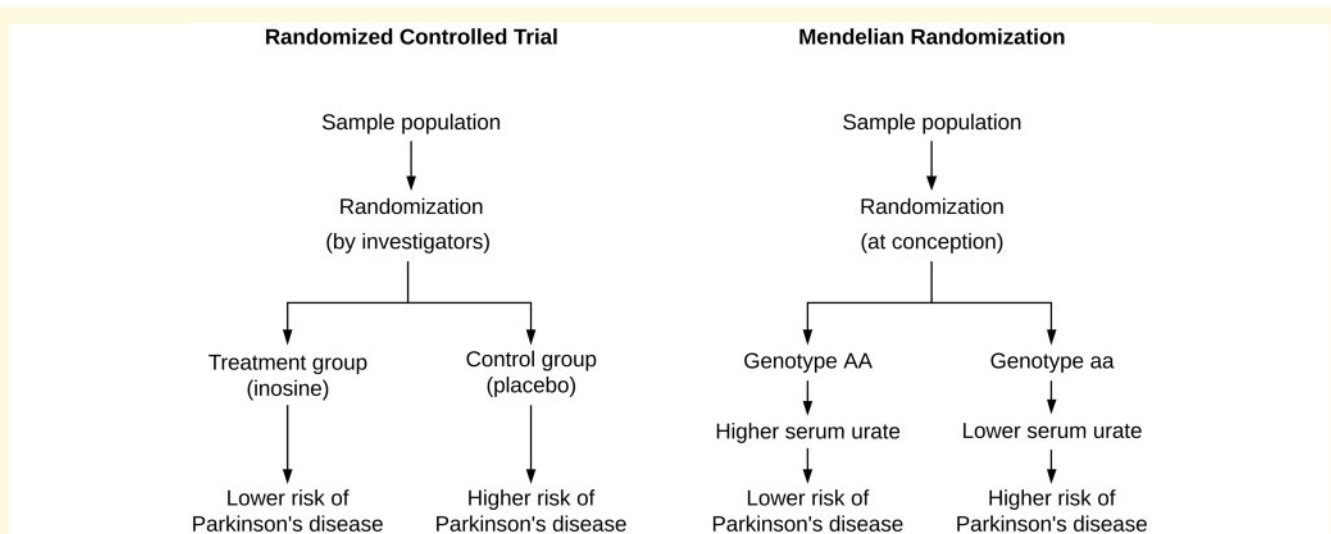 Randomized Controlled Trial
Sample population
Randomization
(by investigators)
Treatment group
(inosine)
Control group
(placebo)
Lower risk of
Parkinson's disease
Higher risk of
Parkinson's disease
Mendelian Randomization
Sample population
Randomization
(at conception)
Genotype AA
Higher serum urate
Lower risk of
Parkinson's disease
Genotype aa
Lower serum urate
Higher risk of
Parkinson's disease